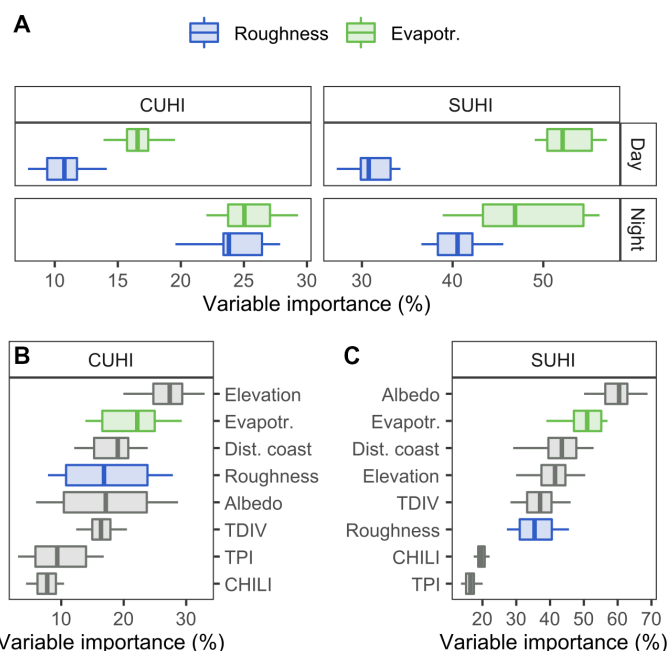 A
Roughness Evapotr.
CUHI SUHI
Day
Night
10 15 20 25 30 30 40 50
Variable importance (%)
B
CUHI
Elevation
Evapotr.
Dist. coast
Roughness
Albedo
TDIV
TPI
CHILI
10 20 30
Variable importance (%)
C
SUHI
Albedo
Evapotr.
Dist. coast
Elevation
TDIV
Roughness
CHILI
TPI
20 30 40 50 60 70
Variable importance (%)